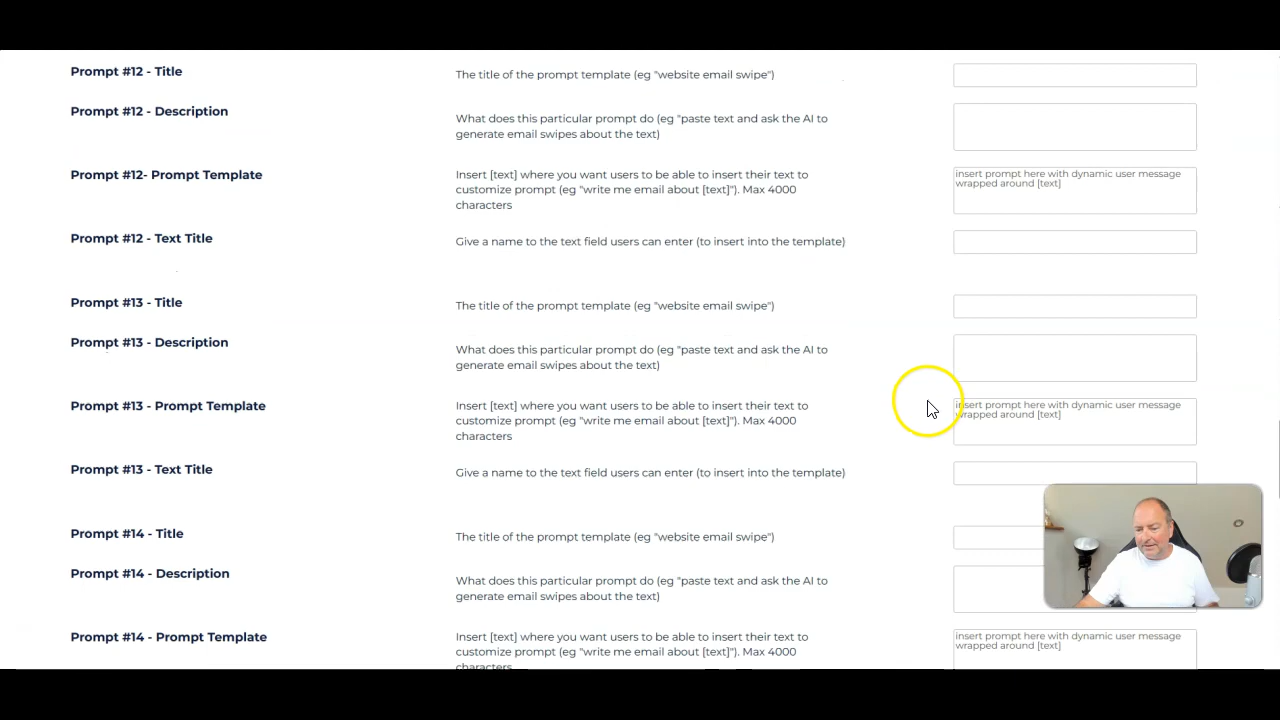 Prompt #12 - Title
The title of the prompt template (eg "website email swipe")
Prompt #12 - Description
What does this particular prompt do (eg "paste text and ask the AI to
generate email swipes about the text)
Prompt #12- Prompt Template
Insert [text] where you want users to be able to insert their text to
customize prompt (eg "write me email about [text]"). Max 4000
characters
insert prompt here with dynamic user message
wrapped around [text]
Prompt #12 - Text Title
Give a name to the text field users can enter (to insert into the template)
Prompt #13 - Title
The title of the prompt template (eg "website email swipe")
Prompt #13 - Description
What does this particular prompt do (eg "paste text and ask the AI to
generate email swipes about the text)
Prompt #13 - Prompt Template
Insert [text] where you want users to be able to insert their text to
customize prompt (eg "write me email about [text]"). Max 4000
characters
insert prompt here with dynamic user message
wrapped around [text]
Prompt #13 - Text Title
Give a name to the text field users can enter (to insert into the template)
Prompt #14 - Title
The title of the prompt template (eg "website email swipe")
Prompt #14 - Description
What does this particular prompt do (eg "paste text and ask the AI to
generate email swipes about the text)
Prompt #14 - Prompt Template
Insert [text] where you want users to be able to insert their text to
customize prompt (eg "write me email about [text]"). Max 4000
characters
insert prompt here with dynamic user message
wrapped around [text]